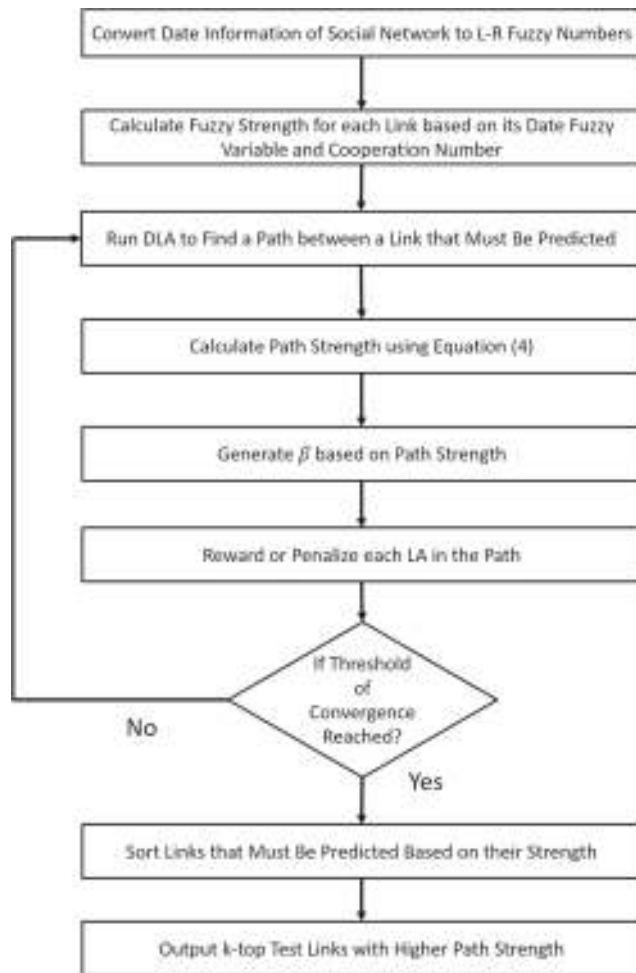 Convert Date Information of Social Network to L-R Fuzzy Numbers
Calculate Fuzzy Strength for each Link based on its Date Fuzzy
Variable and Cooperation Number
Run DLA to Find a Path between a Link that Must Be Predicted
Calculate Path Strength using Equation (4)
Generate β based on Path Strength
Reward or Penalize each LA in the Path
If Threshold
of
Convergence
Reached?
No
Yes
Sort Links that Must Be Predicted Based on their Strength
Output k-top Test Links with Higher Path Strength